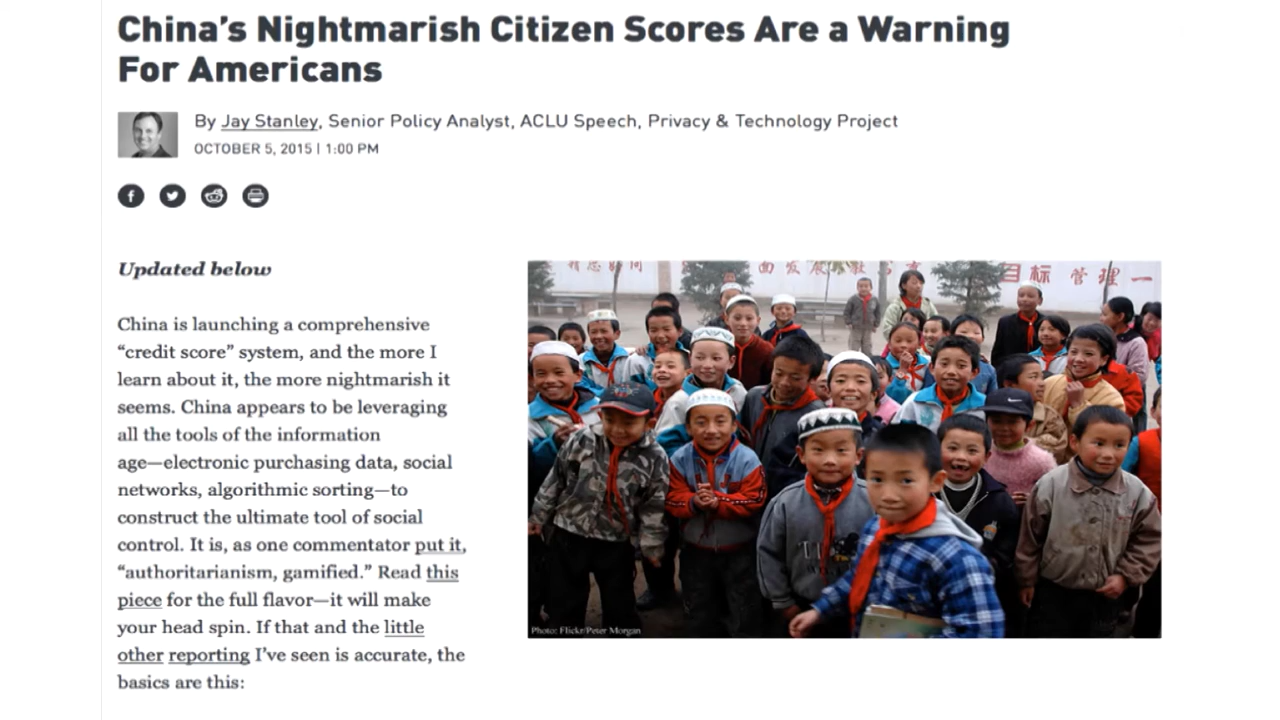 China's Nightmarish Citizen Scores Are a Warning
For Americans
By Jay Stanley, Senior Policy Analyst, ACLU Speech, Privacy & Technology Project
OCTOBER 5, 2015 | 1:00 PM
Updated below
China is launching a comprehensive
“credit score” system, and the more I
learn about it, the more nightmarish it
seems. China appears to be leveraging
all the tools of the information
age—electronic purchasing data, social
networks, algorithmic sorting—to
construct the ultimate tool of social
control. It is, as one commentator put it,
“authoritarianism, gamified.” Read this
piece for the full flavor—it will make
your head spin. If that and the little
other reporting I’ve seen is accurate, the
basics are this:
面发展
目标管理一
Photo: Flickr/Peter Morgan